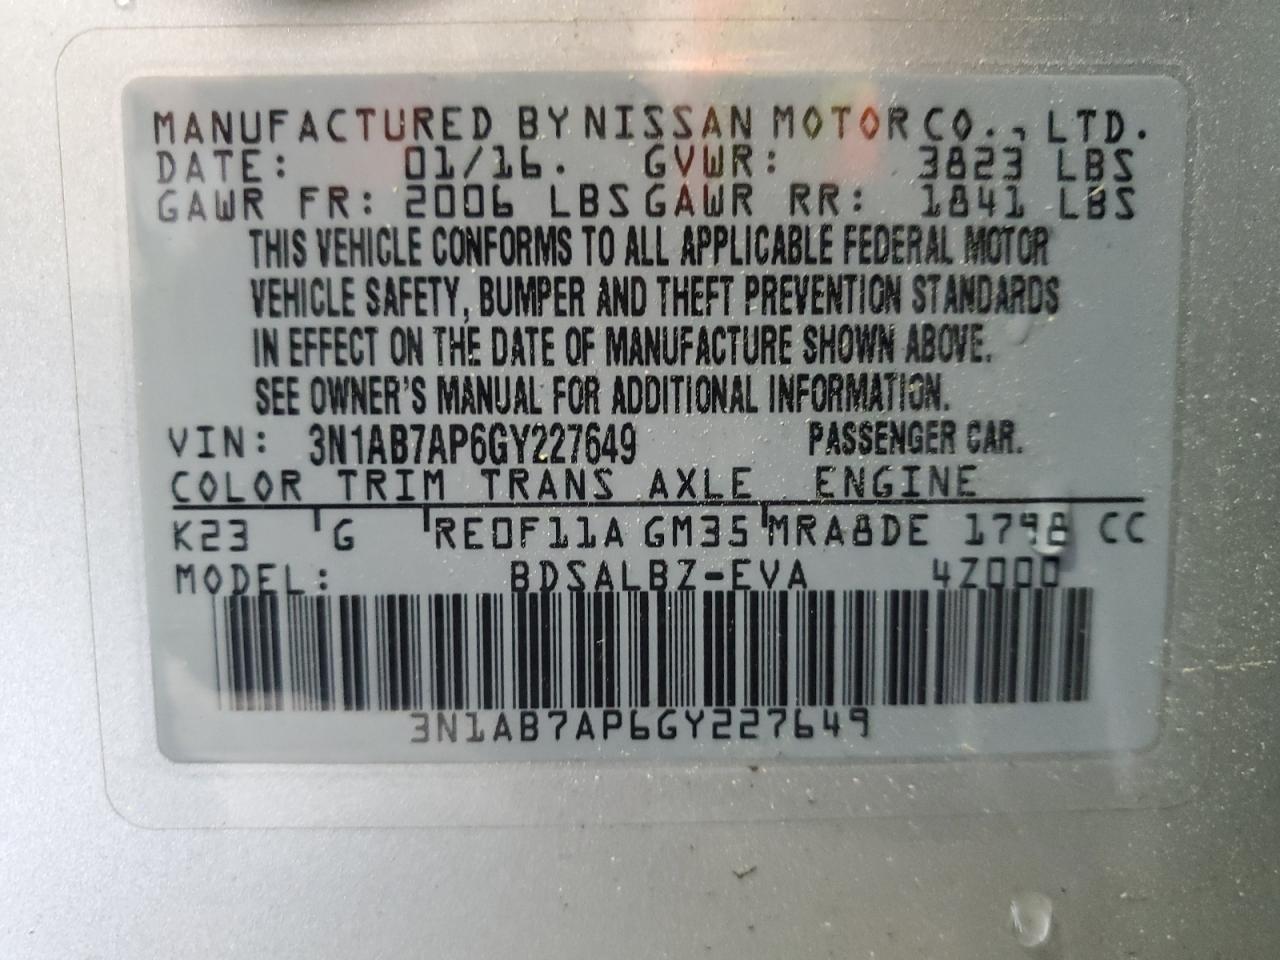 MANUFACTURED BY NISSAN MOTOR CO., LTD.
DATE: 01/16. GVWR: 3823 LBS
GAWR FR: 2006 LBS GAWR RR: 1841 LBS
THIS VEHICLE CONFORMS TO ALL APPLICABLE FEDERAL MOTOR
VEHICLE SAFETY, BUMPER AND THEFT PREVENTION STANDARDS
IN EFFECT ON THE DATE OF MANUFACTURE SHOWN ABOVE.
SEE OWNER'S MANUAL FOR ADDITIONAL INFORMATION.
VIN: 3N1AB7AP6GY227649 PASSENGER CAR.
COLOR TRIM TRANS AXLE ENGINE
K23 G RE0F11A GM35 MRA8DE 1798 CC
MODEL: BDSALBZ-EVA 4Z000
3N1AB7AP6GY227649